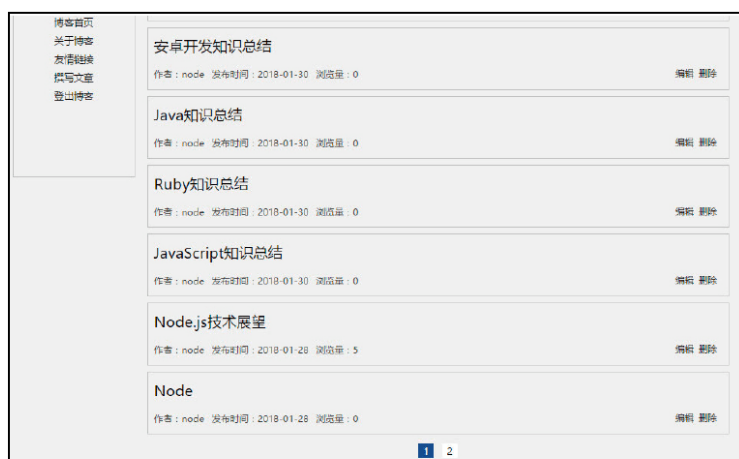 博客首页
关于博客
友情链接
撰写文章
登出博客
安卓开发知识总结
作者：node 发布时间：2018-01-30 浏览量：0 编辑 删除
Java知识总结
作者：node 发布时间：2018-01-30 浏览量：0 编辑 删除
Ruby知识总结
作者：node 发布时间：2018-01-30 浏览量：0 编辑 删除
JavaScript知识总结
作者：node 发布时间：2018-01-30 浏览量：0 编辑 删除
Node.js技术展望
作者：node 发布时间：2018-01-28 浏览量：5 编辑 删除
Node
作者：node 发布时间：2018-01-28 浏览量：0 编辑 删除
1 2